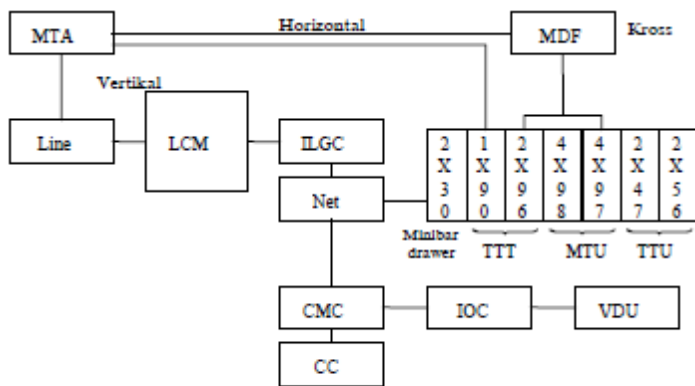 MTA
Horizontal
MDF
Kross
Vertikal
Line
LCM
ILGC
Net
2X30
1X90
2X96
4X98
4X97
2X47
2X56
Minibar
drawer
TTT
MTU
TTU
CMC
IOC
VDU
CC